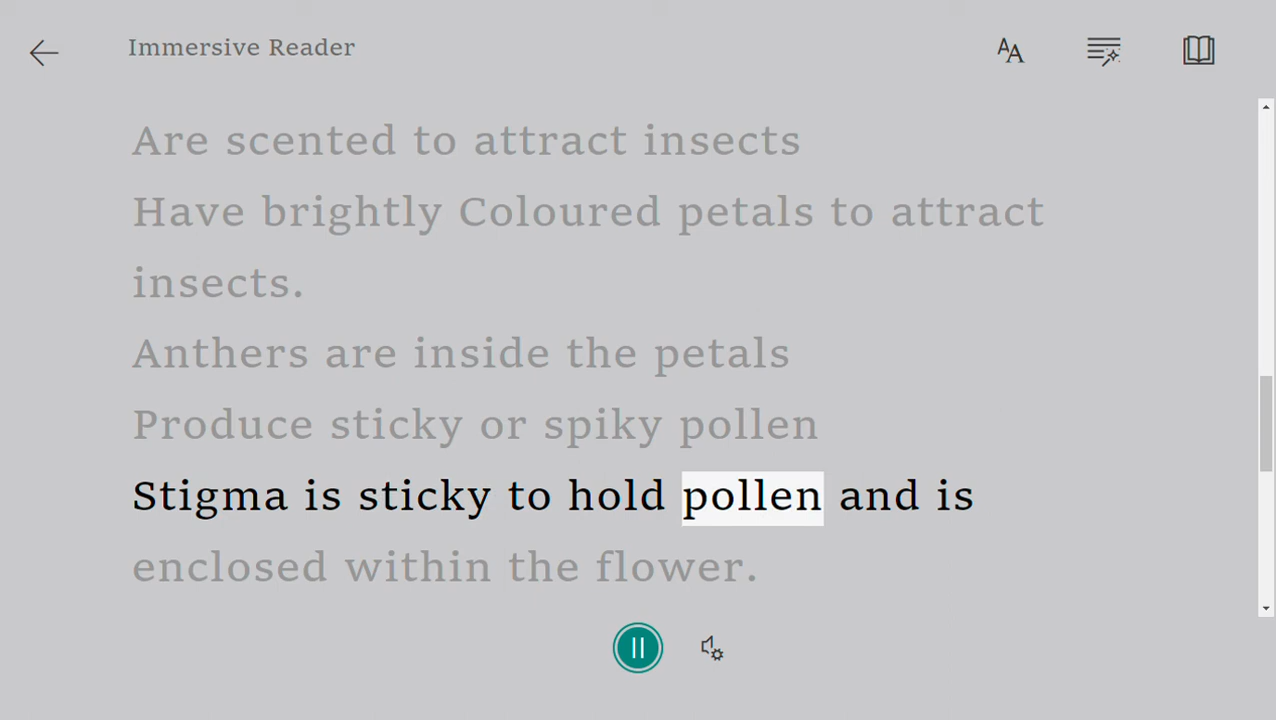 Immersive Reader
Are scented to attract insects
Have brightly Coloured petals to attract
insects.
Anthers are inside the petals
Produce sticky or spiky pollen
Stigma is sticky to hold pollen and is
enclosed within the flower.